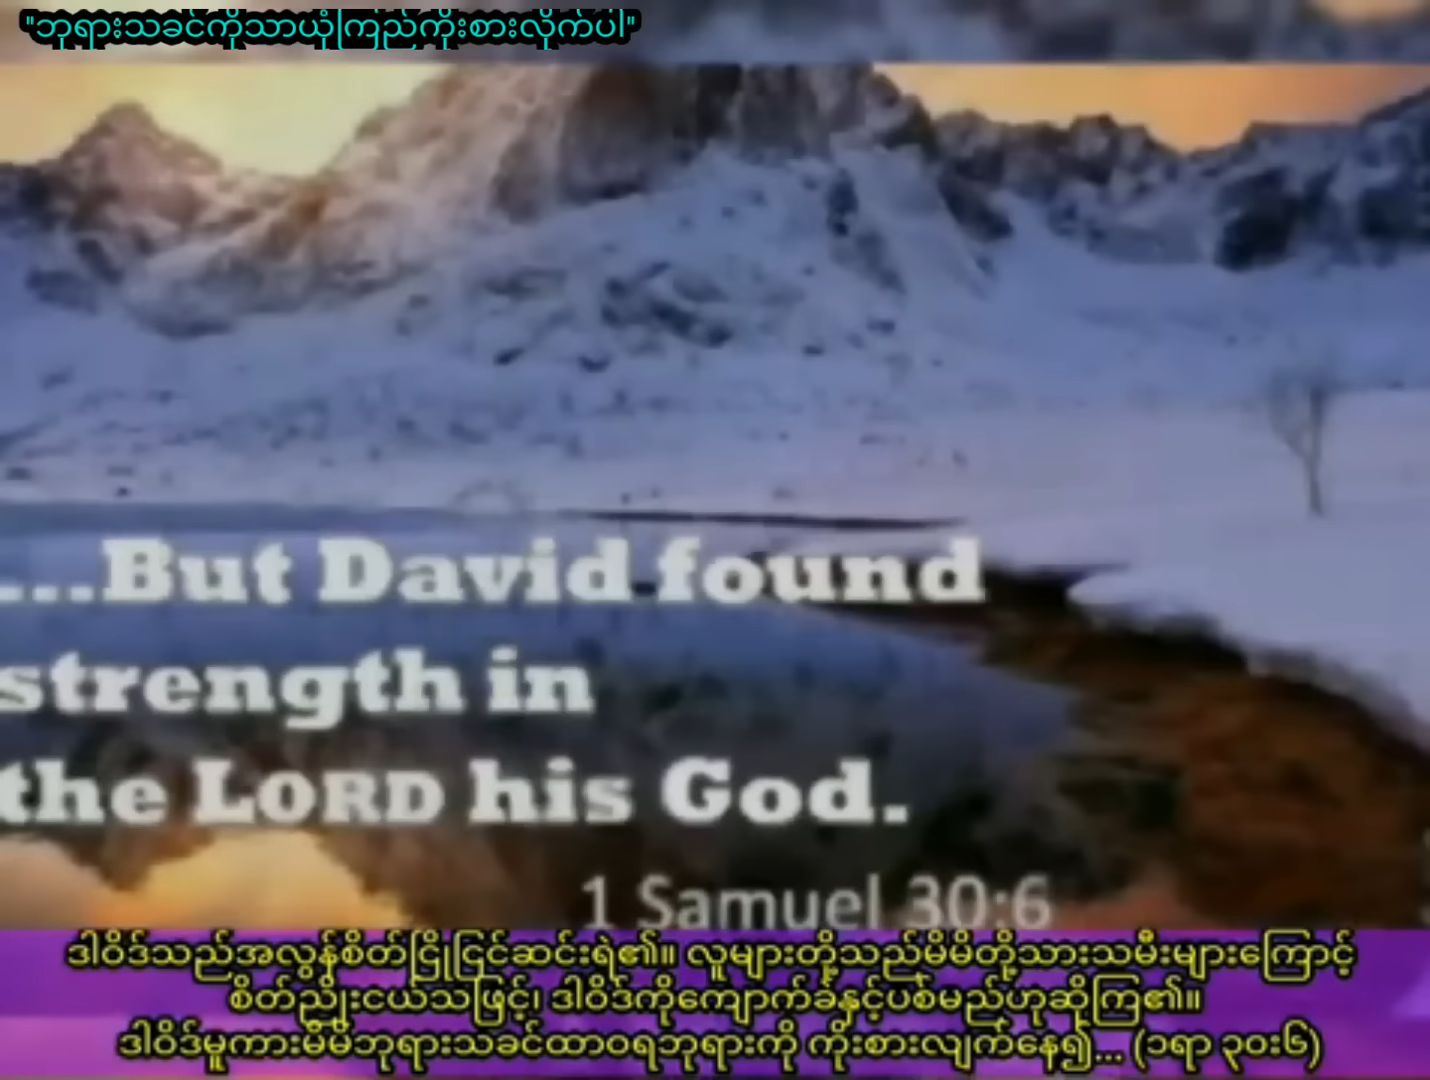 "ဘုရားသခင်ကိုသာယုံကြည်ကိုးစားလိုက်ပါ"
...But David found
strength in
the LORD his God.
1 Samuel 30:6
ဒါဝိဒ်သည်အလွန်စိတ်ငြိုငြင်ဆင်းရဲ၏။ လူများတို့သည်မိမိတို့သားသမီးများကြောင့်
စိတ်ညှိုးငယ်သဖြင့်၊ ဒါဝိဒ်ကိုကျောက်ခဲနှင့်ပစ်မည်ဟုဆိုကြ၏။
ဒါဝိဒ်မူကားမိမိဘုရားသခင်ထာဝရဘုရားကို ကိုးစားလျက်နေ၍... (၁ရာ ၃၀း၆)